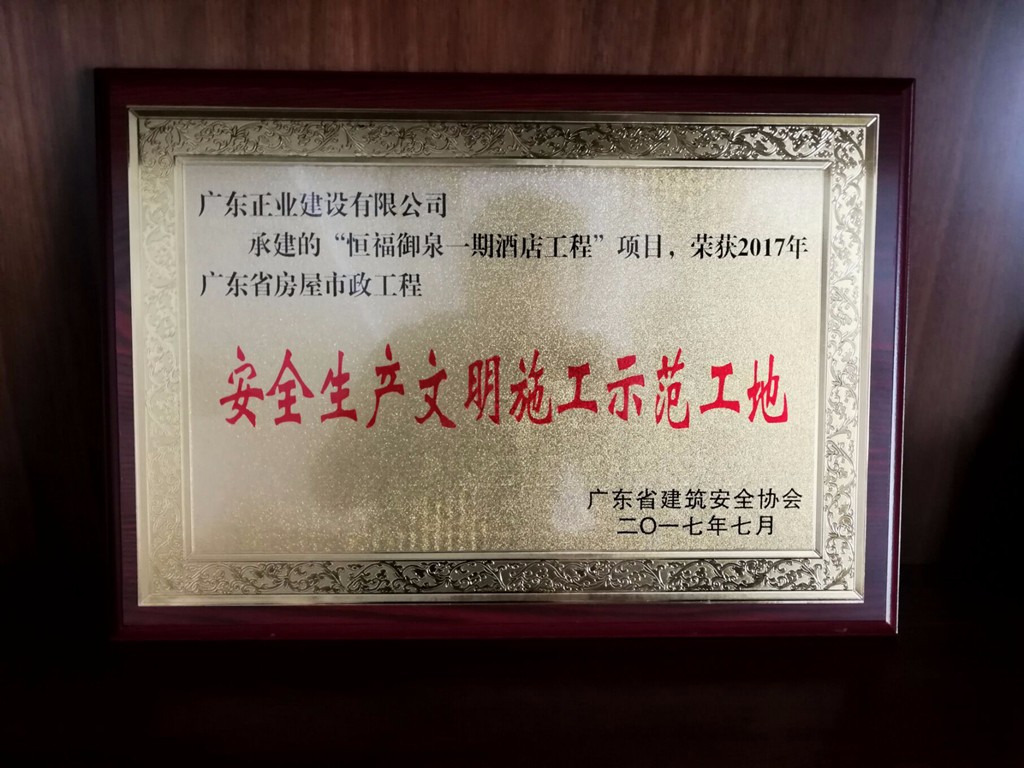 广东正业建设有限公司
承建的“恒福御泉一期酒店工程”项目，荣获2017年
广东省房屋市政工程
安全生产文明施工示范工地
广东省建筑安全协会
二〇一七年七月